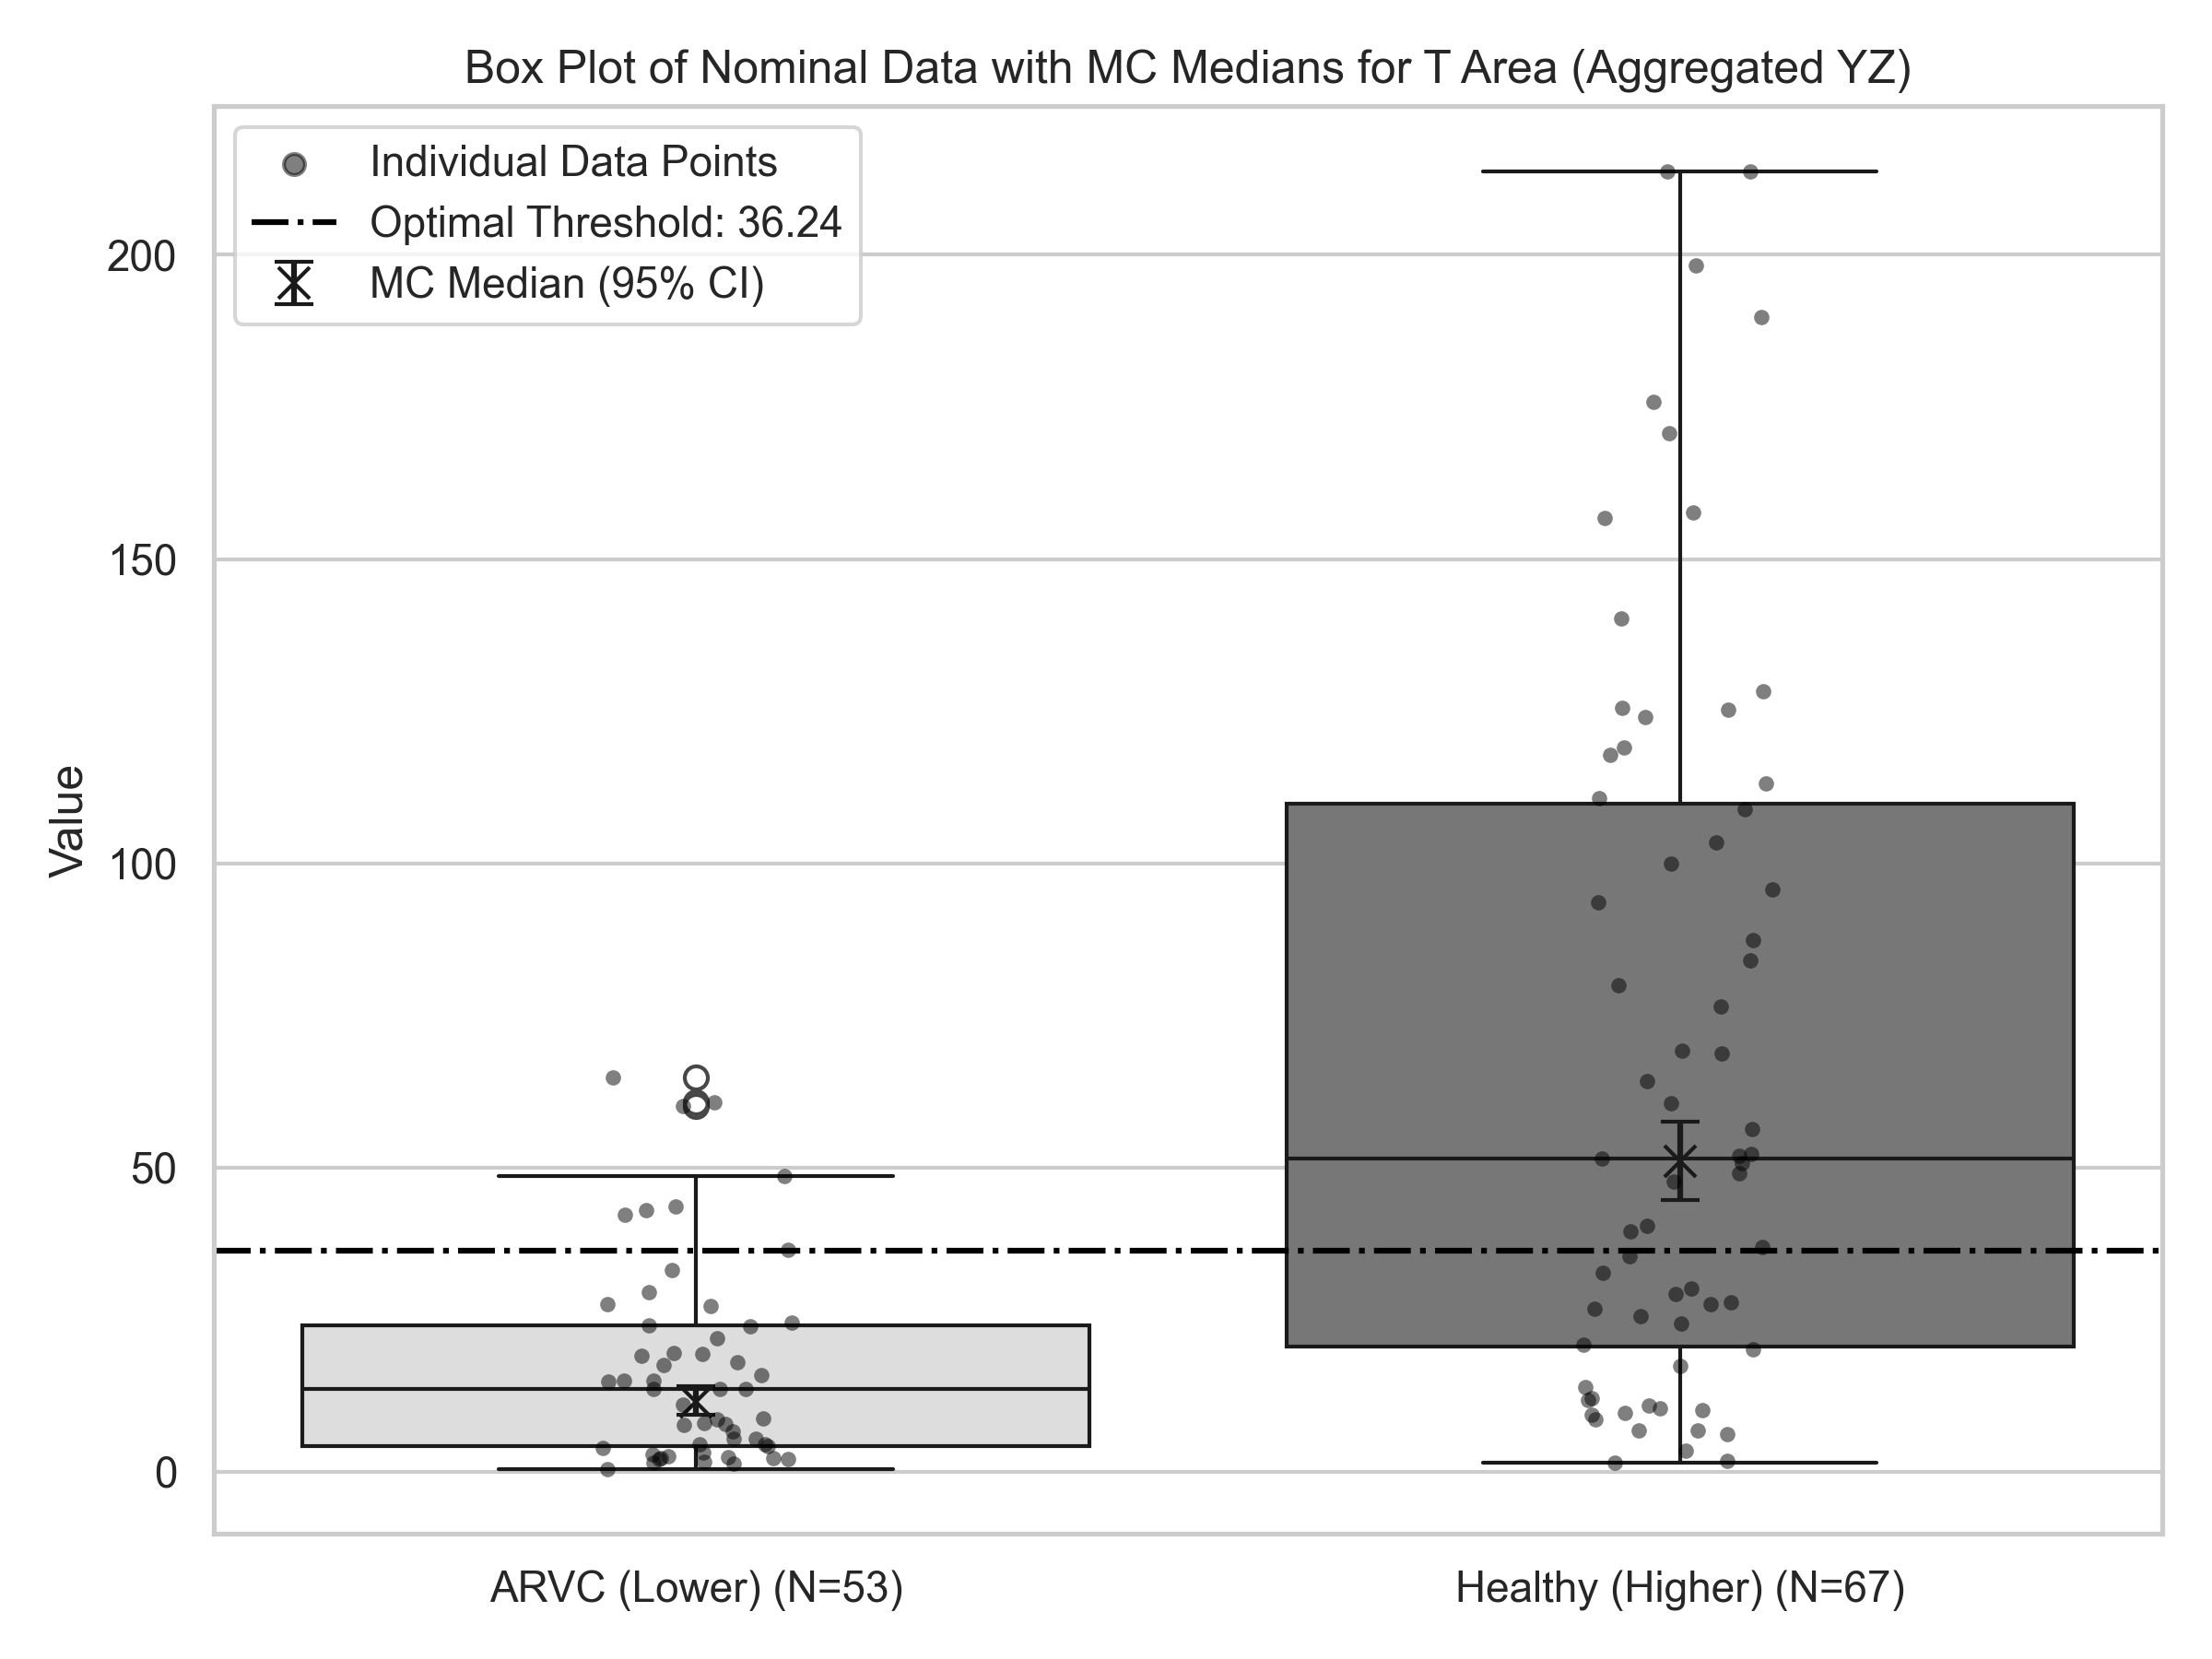 Box Plot of Nominal Data with MC Medians for T Area (Aggregated YZ)
Individual Data Points
Optimal Threshold: 36.24
MC Median (95% CI)
200
150
100
50
0
Value
ARVC (Lower) (N=53)
Healthy (Higher) (N=67)